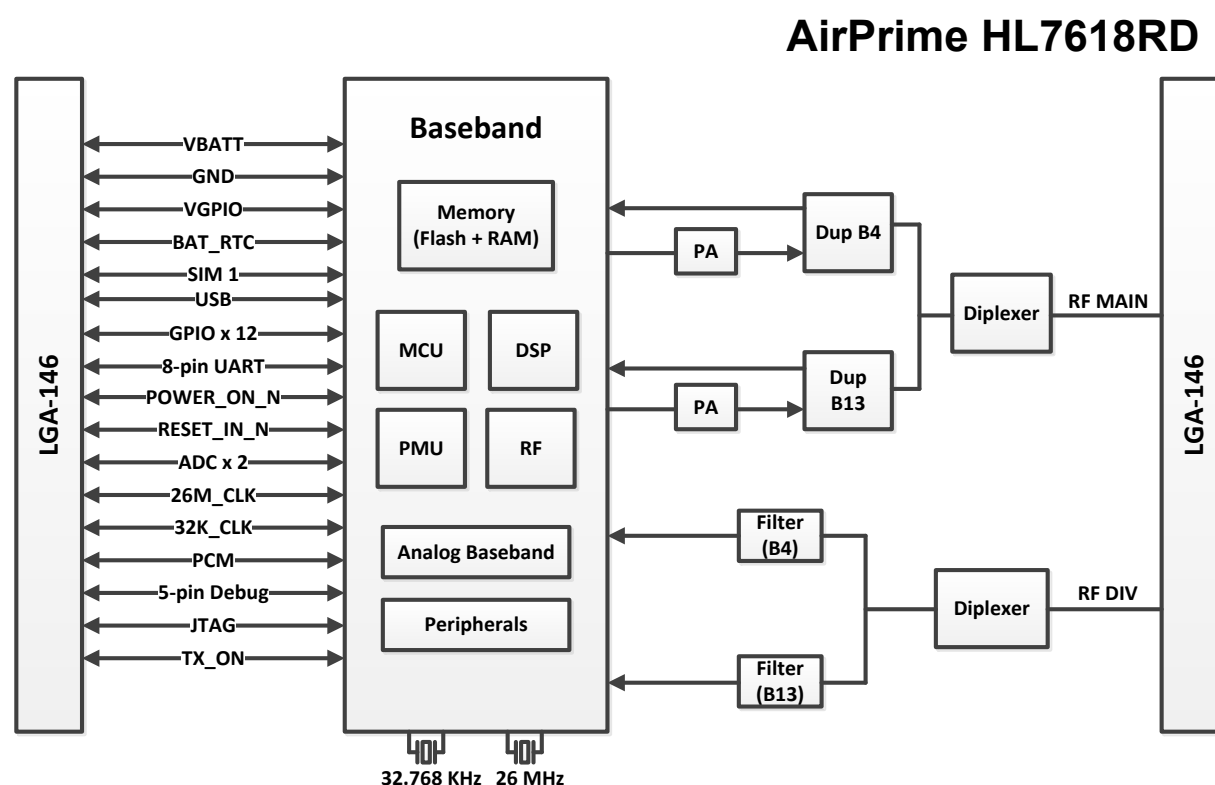 AirPrime HL7618RD
LGA-146
VBATT
GND
VGPIO
BAT_RTC
SIM 1
USB
GPIO x 12
8-pin UART
POWER_ON_N
RESET_IN_N
ADC x 2
26M_CLK
32K_CLK
PCM
5-pin Debug
JTAG
TX_ON
Baseband
Memory
(Flash + RAM)
MCU
DSP
PMU
RF
Analog Baseband
Peripherals
32.768 KHz
26 MHz
PA
Dup B4
PA
Dup
B13
Diplexer
RF MAIN
Filter
(B4)
Filter
(B13)
Diplexer
RF DIV
LGA-146